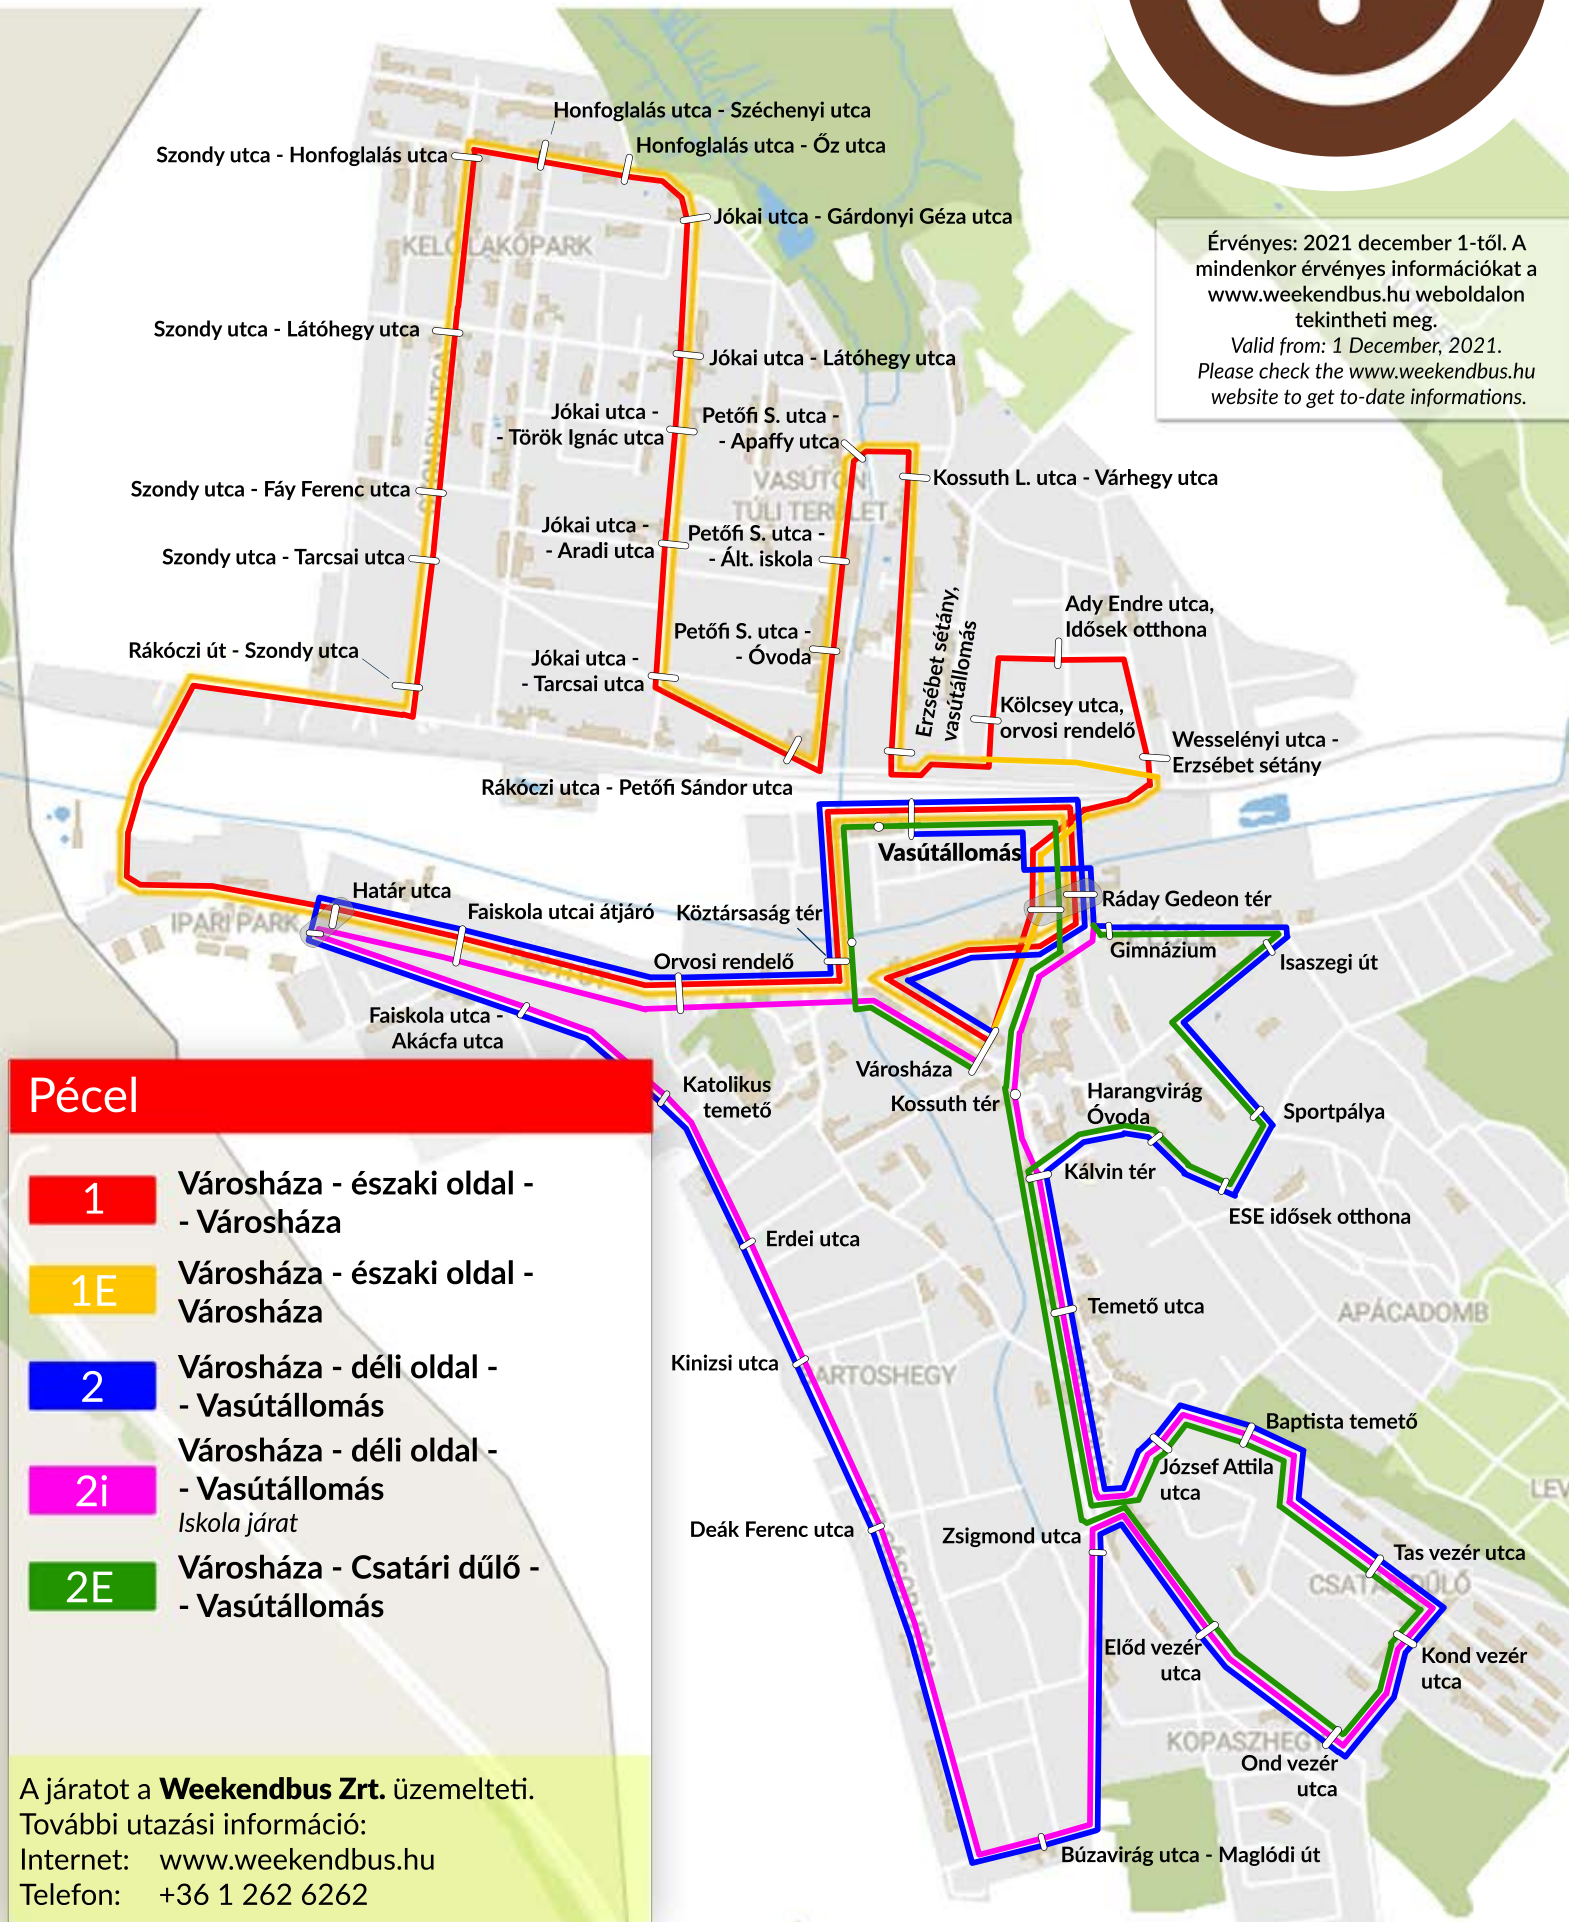 Honfoglalás utca - Széchenyi utca
Szondy utca - Honfoglalás utca
Honfoglalás utca - Őz utca
Jókai utca - Gárdonyi Géza utca
KELŐ LAKÓPARK
Érvényes: 2021 december 1-től. A
mindenkor érvényes információkat a
www.weekendbus.hu weboldalon
tekintheti meg.
Valid from: 1 December, 2021.
Please check the www.weekendbus.hu
website to get to-date informations.
Szondy utca - Látóhegy utca
Jókai utca - Látóhegy utca
Jókai utca -
- Török Ignác utca
Petőfi S. utca -
- Apaffy utca
Kossuth L. utca - Várhegy utca
VASÚTON
TÚLI TERÜLET
Szondy utca - Fáy Ferenc utca
Szondy utca - Tarcsai utca
Jókai utca -
- Aradi utca
Petőfi S. utca -
- Ált. iskola
Erzsébet sétány,
vasútállomás
Ady Endre utca,
Idősek otthona
Rákóczi út - Szondy utca
Jókai utca -
- Tarcsai utca
Petőfi S. utca -
- Óvoda
Kölcsey utca,
orvosi rendelő
Wesselényi utca -
Erzsébet sétány
Rákóczi utca - Petőfi Sándor utca
Vasútállomás
Határ utca
IPARI PARK
Faiskola utcai átjáró
Köztársaság tér
Ráday Gedeon tér
Gimnázium
Isaszegi út
Orvosi rendelő
Faiskola utca -
Akácfa utca
Városháza
Kossuth tér
Katolikus
temető
Harangvirág
Óvoda
Sportpálya
Kálvin tér
ESE idősek otthona
Erdei utca
Temető utca
APÁCADOMB
Kinizsi utca
BARTOSHEGY
Baptista temető
József Attila
utca
LEV
Deák Ferenc utca
Zsigmond utca
Tas vezér utca
CSATÁRI DŰLŐ
Előd vezér
utca
Kond vezér
utca
KOPASZHEGY
Ond vezér
utca
Búzavirág utca - Maglódi út
Pécel
1 Városháza - északi oldal -
- Városháza
1E Városháza - északi oldal -
Városháza
2 Városháza - déli oldal -
- Vasútállomás
2i Városháza - déli oldal -
- Vasútállomás
Iskola járat
2E Városháza - Csatári dűlő -
- Vasútállomás
A járatot a Weekendbus Zrt. üzemelteti.
További utazási információ:
Internet: www.weekendbus.hu
Telefon: +36 1 262 6262